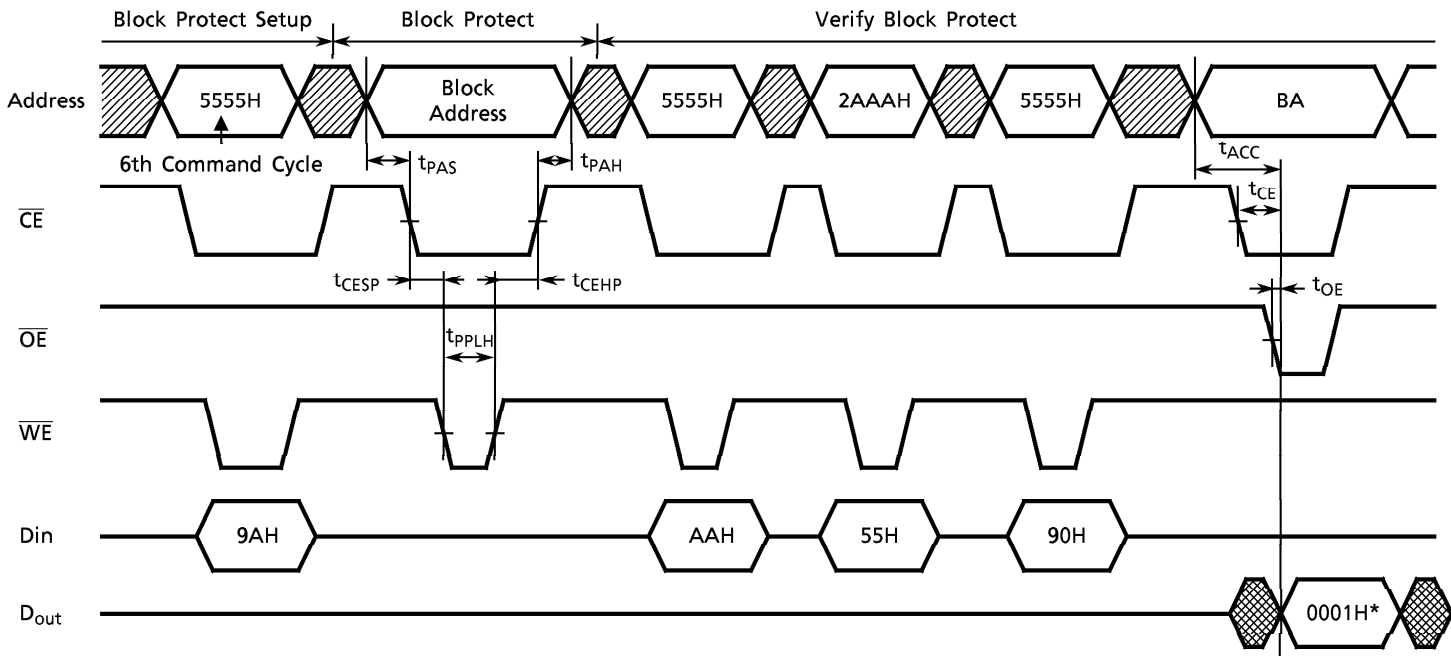 Block Protect Setup Block Protect Verify Block Protect
Address 5555H Block Address 5555H 2AAAH 5555H BA
6th Command Cycle tPAS tPAH tACC
CE tCE
tCESP tCEHP tOE
OE tPPLH
WE
Din 9AH AAH 55H 90H
Dout 0001H*